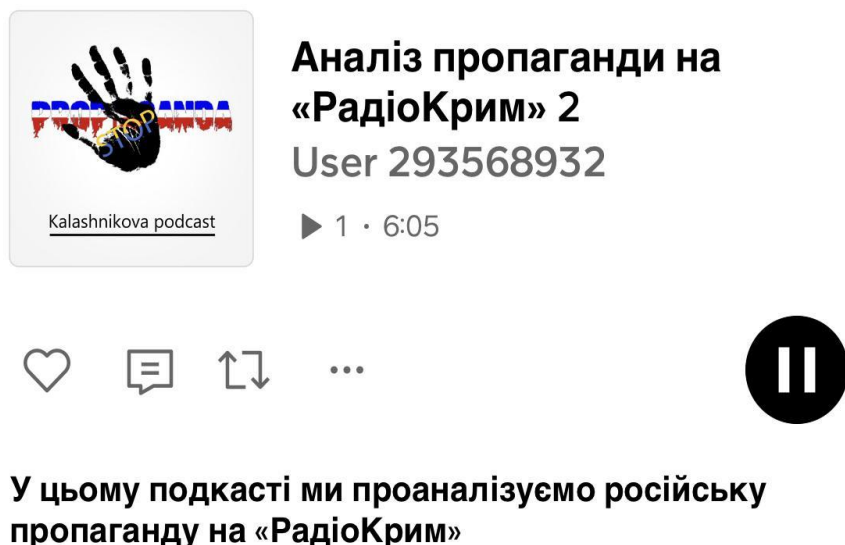 PROPAGANDA
STOP
Kalashnikova podcast
Аналіз пропаганди на
«РадіоКрим» 2
User 293568932
1 · 6:05
У цьому подкасті ми проаналізуємо російську
пропаганду на «РадіоКрим»